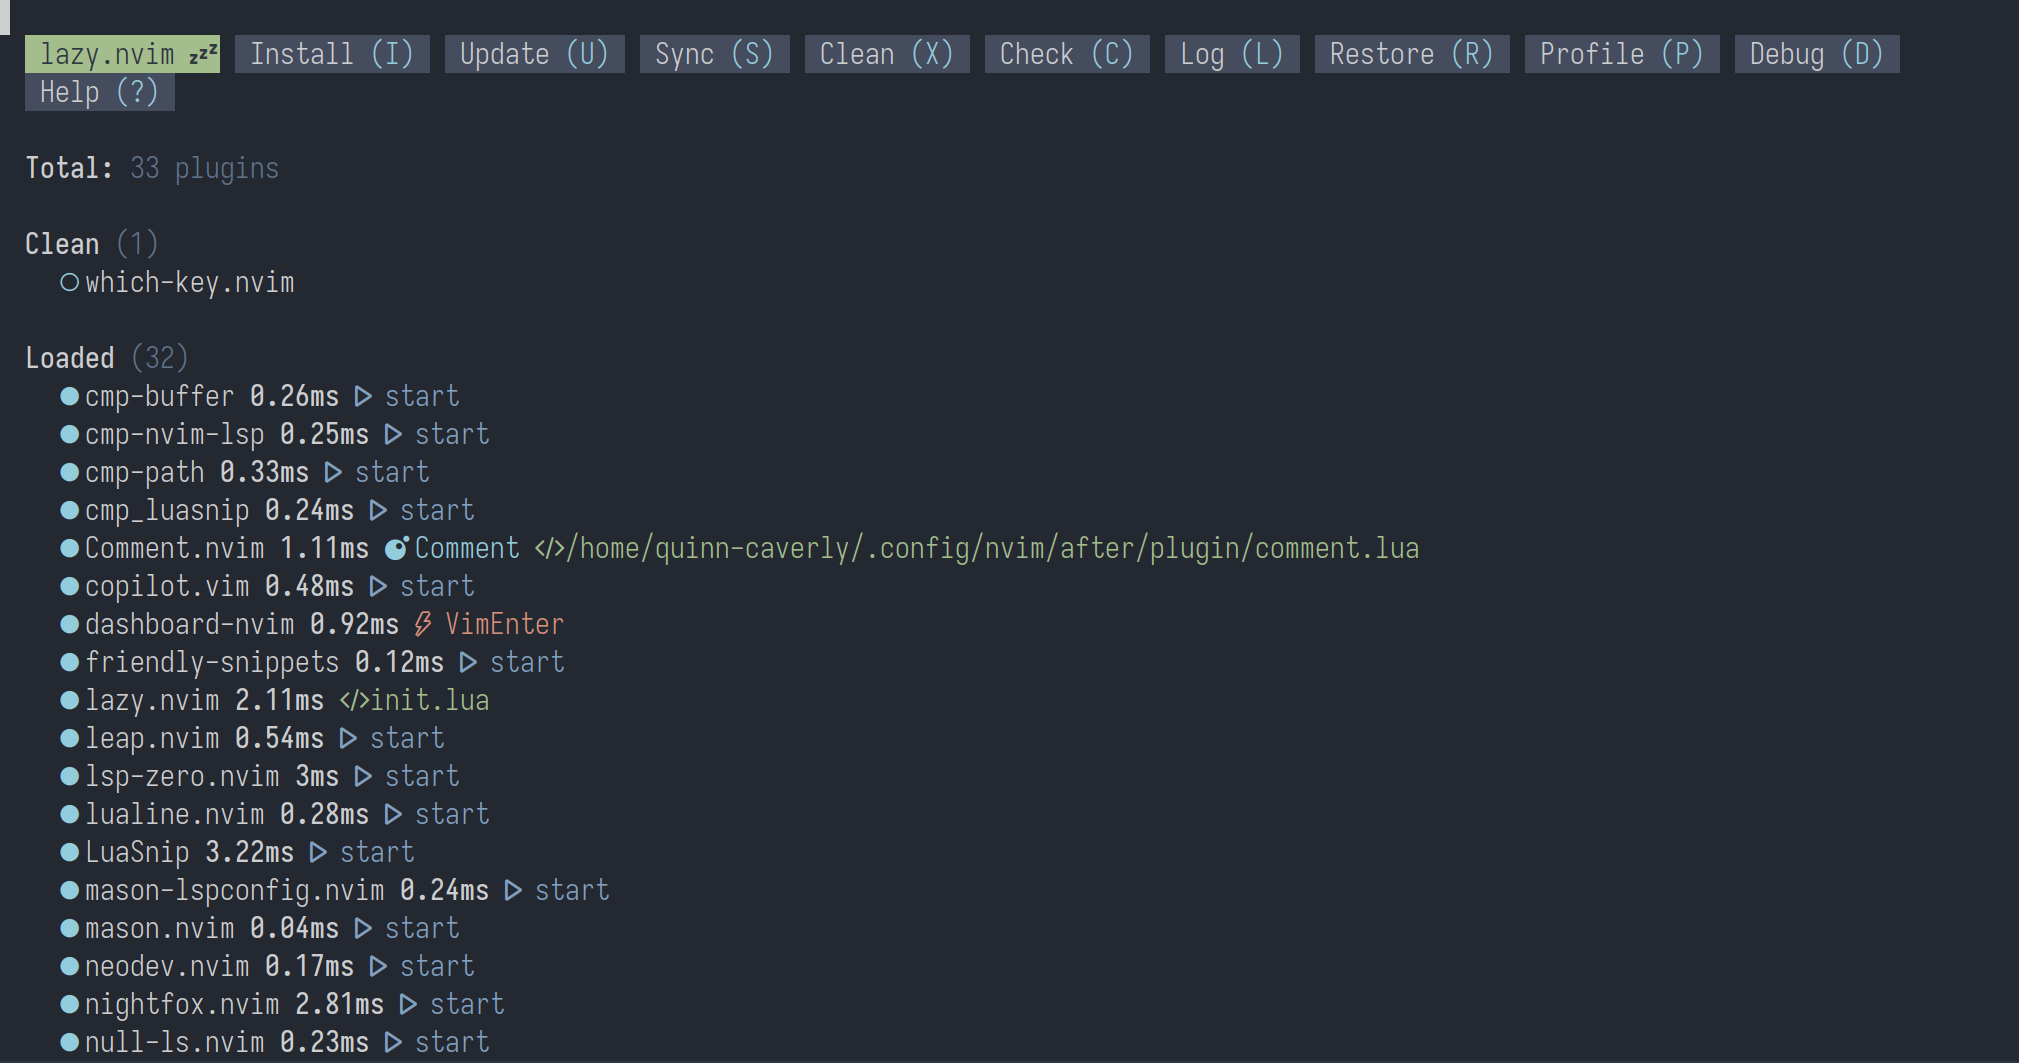 lazy.nvim zzz Install (I) Update (U) Sync (S) Clean (X) Check (C) Log (L) Restore (R) Profile (P) Debug (D)
Help (?)
Total: 33 plugins
Clean (1)
○ which-key.nvim
Loaded (32)
● cmp-buffer 0.26ms ▷ start
● cmp-nvim-lsp 0.25ms ▷ start
● cmp-path 0.33ms ▷ start
● cmp_luasnip 0.24ms ▷ start
● Comment.nvim 1.11ms Comment </>/home/quinn-caverly/.config/nvim/after/plugin/comment.lua
● copilot.vim 0.48ms ▷ start
● dashboard-nvim 0.92ms VimEnter
● friendly-snippets 0.12ms ▷ start
● lazy.nvim 2.11ms </>init.lua
● leap.nvim 0.54ms ▷ start
● lsp-zero.nvim 3ms ▷ start
● lualine.nvim 0.28ms ▷ start
● LuaSnip 3.22ms ▷ start
● mason-lspconfig.nvim 0.24ms ▷ start
● mason.nvim 0.04ms ▷ start
● neodev.nvim 0.17ms ▷ start
● nightfox.nvim 2.81ms ▷ start
● null-ls.nvim 0.23ms ▷ start